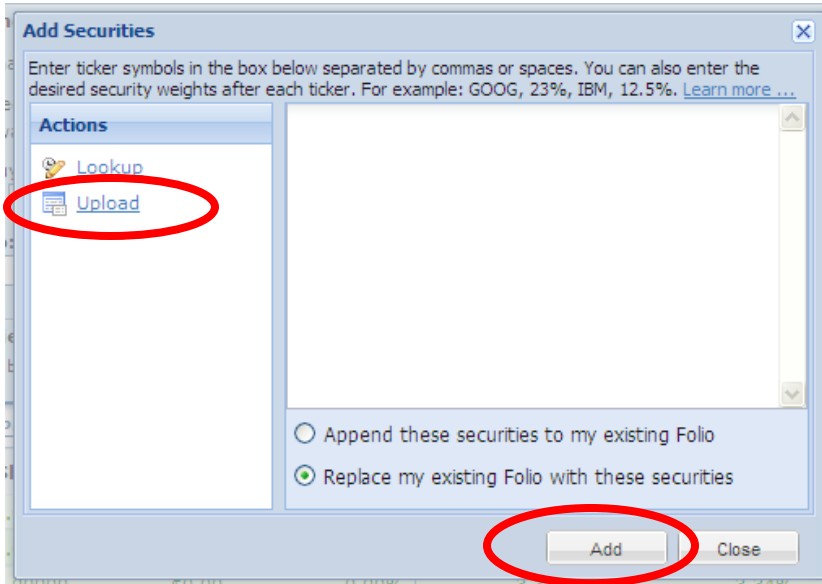 Add Securities
Enter ticker symbols in the box below separated by commas or spaces. You can also enter the
desired security weights after each ticker. For example: GOOG, 23%, IBM, 12.5%. Learn more ...
Actions
Lookup
Upload
Append these securities to my existing Folio
Replace my existing Folio with these securities
Add
Close